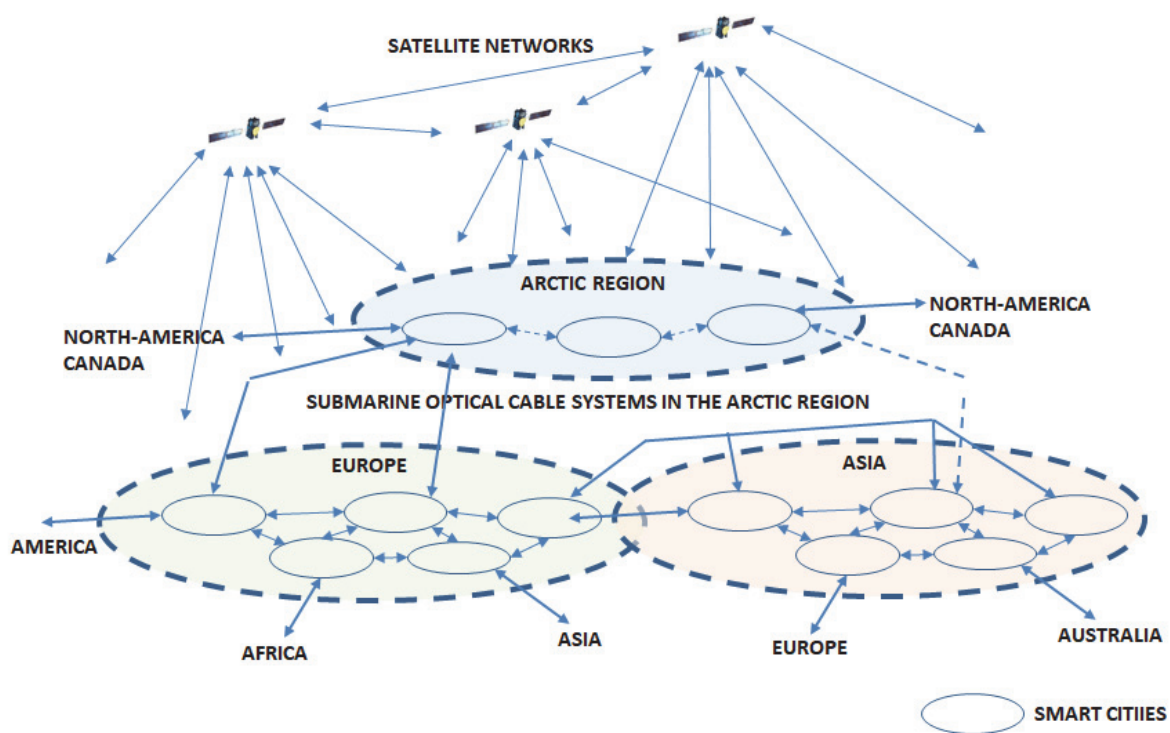 SATELLITE NETWORKS
ARCTIC REGION
NORTH-AMERICA
CANADA
NORTH-AMERICA
CANADA
SUBMARINE OPTICAL CABLE SYSTEMS IN THE ARCTIC REGION
EUROPE
ASIA
AMERICA
AFRICA
ASIA
EUROPE
AUSTRALIA
SMART CITIIES